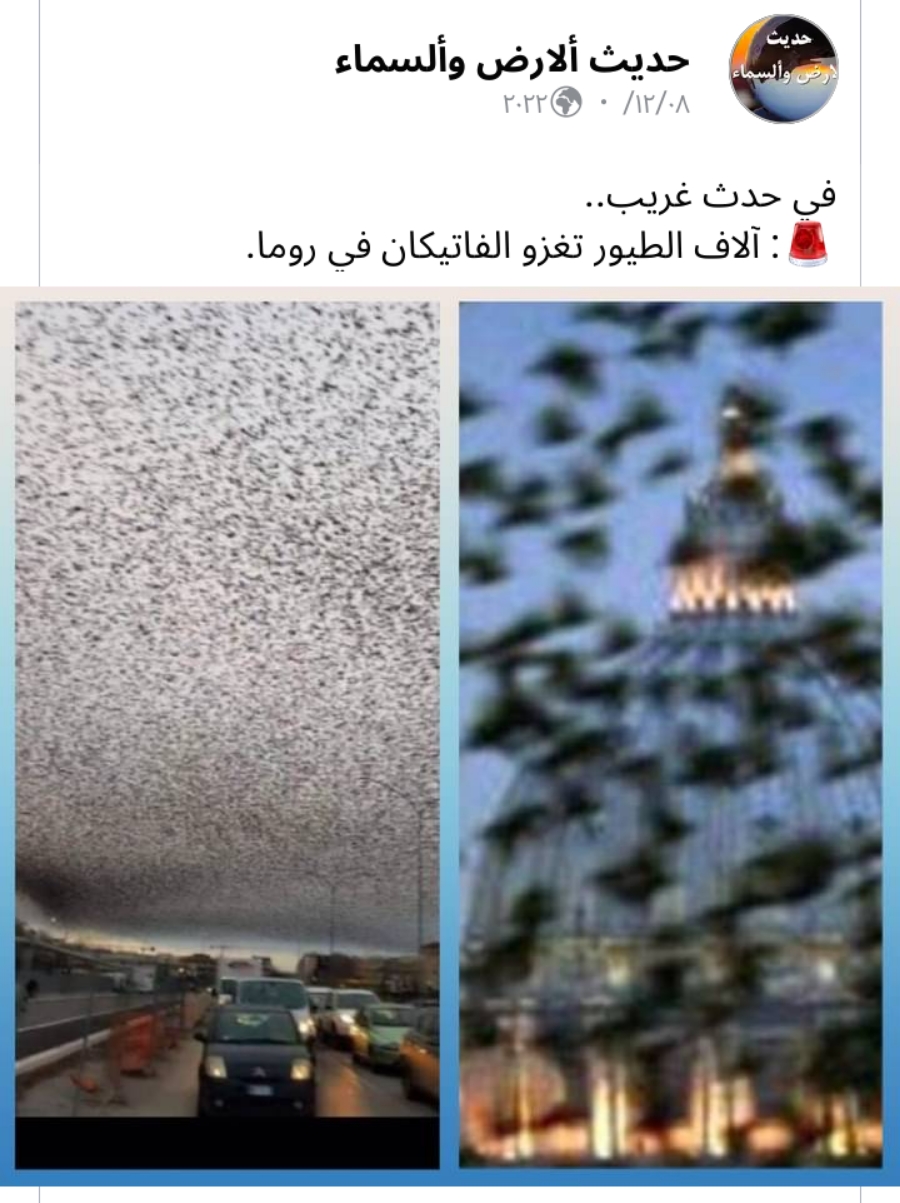 حديث ألارض وألسماء
حديث
لارض وألسماء
٢٠٢٢ · /١٢/٠٨
في حدث غريب..
🚨: آلاف الطيور تغزو الفاتيكان في روما.